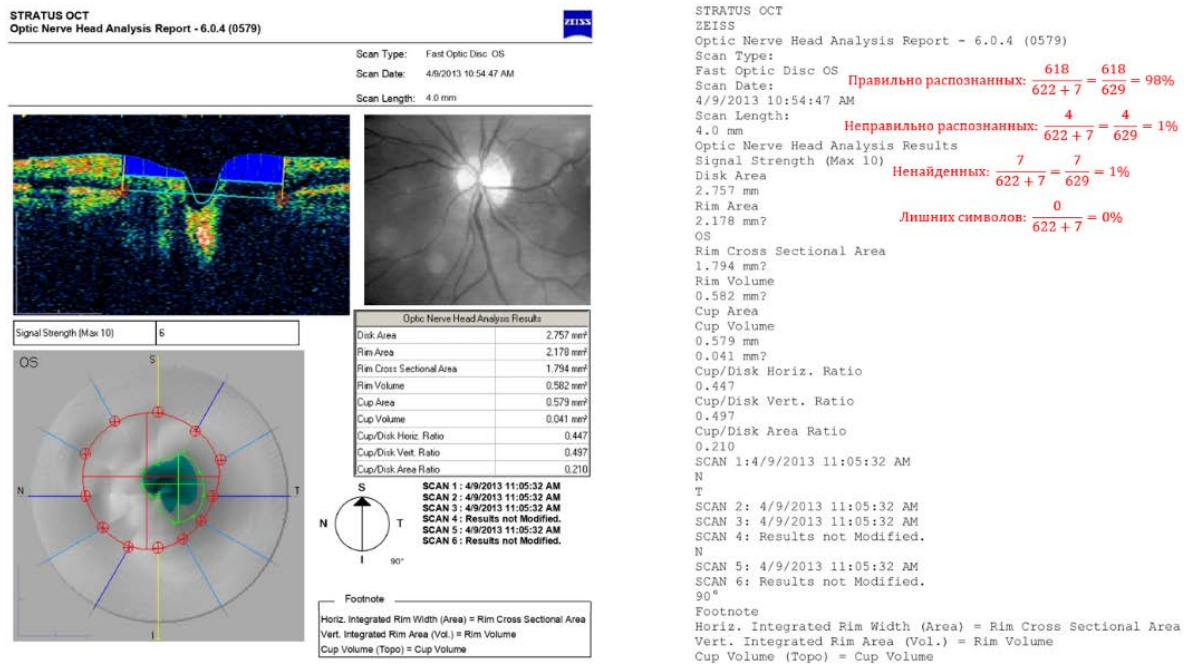 STRATUS OCT
Optic Nerve Head Analysis Report - 6.0.4 (0579)
ZEISS
Scan Type: Fast Optic Disc OS
Scan Date: 4/9/2013 10:54:47 AM
Scan Length: 4.0 mm
Signal Strength (Max 10) 6
Optic Nerve Head Analysis Results
Disk Area 2.757 mm²
Rim Area 2.178 mm²
Rim Cross Sectional Area 1.794 mm²
Rim Volume 0.582 mm³
Cup Area 0.579 mm²
Cup Volume 0.041 mm³
Cup/Disk Horiz. Ratio 0.447
Cup/Disk Vert. Ratio 0.497
Cup/Disk Area Ratio 0.210
OS
S
N
T
I
S
N
T
I
90°
SCAN 1 : 4/9/2013 11:05:32 AM
SCAN 2 : 4/9/2013 11:05:32 AM
SCAN 3 : 4/9/2013 11:05:32 AM
SCAN 4 : Results not Modified.
SCAN 5 : 4/9/2013 11:05:32 AM
SCAN 6 : Results not Modified.
Footnote
Horiz. Integrated Rim Width (Area) = Rim Cross Sectional Area
Vert. Integrated Rim Area (Vol.) = Rim Volume
Cup Volume (Topo) = Cup Volume
STRATUS OCT
ZEISS
Optic Nerve Head Analysis Report - 6.0.4 (0579)
Scan Type:
Fast Optic Disc OS
Scan Date:
4/9/2013 10:54:47 AM
Scan Length:
4.0 mm
Optic Nerve Head Analysis Results
Signal Strength (Max 10)
Disk Area
2.757 mm
Rim Area
2.178 mm?
OS
Rim Cross Sectional Area
1.794 mm?
Rim Volume
0.582 mm?
Cup Area
Cup Volume
0.579 mm
0.041 mm?
Cup/Disk Horiz. Ratio
0.447
Cup/Disk Vert. Ratio
0.497
Cup/Disk Area Ratio
0.210
SCAN 1:4/9/2013 11:05:32 AM
N
T
SCAN 2: 4/9/2013 11:05:32 AM
SCAN 3: 4/9/2013 11:05:32 AM
SCAN 4: Results not Modified.
N
SCAN 5: 4/9/2013 11:05:32 AM
SCAN 6: Results not Modified.
90°
Footnote
Horiz. Integrated Rim Width (Area) = Rim Cross Sectional Area
Vert. Integrated Rim Area (Vol.) = Rim Volume
Cup Volume (Topo) = Cup Volume
Правильно распознанных: 618/(622 + 7) = 618/629 = 98%
Неправильно распознанных: 4/(622 + 7) = 4/629 = 1%
Ненайденных: 7/(622 + 7) = 7/629 = 1%
Лишних символов: 0/(622 + 7) = 0%